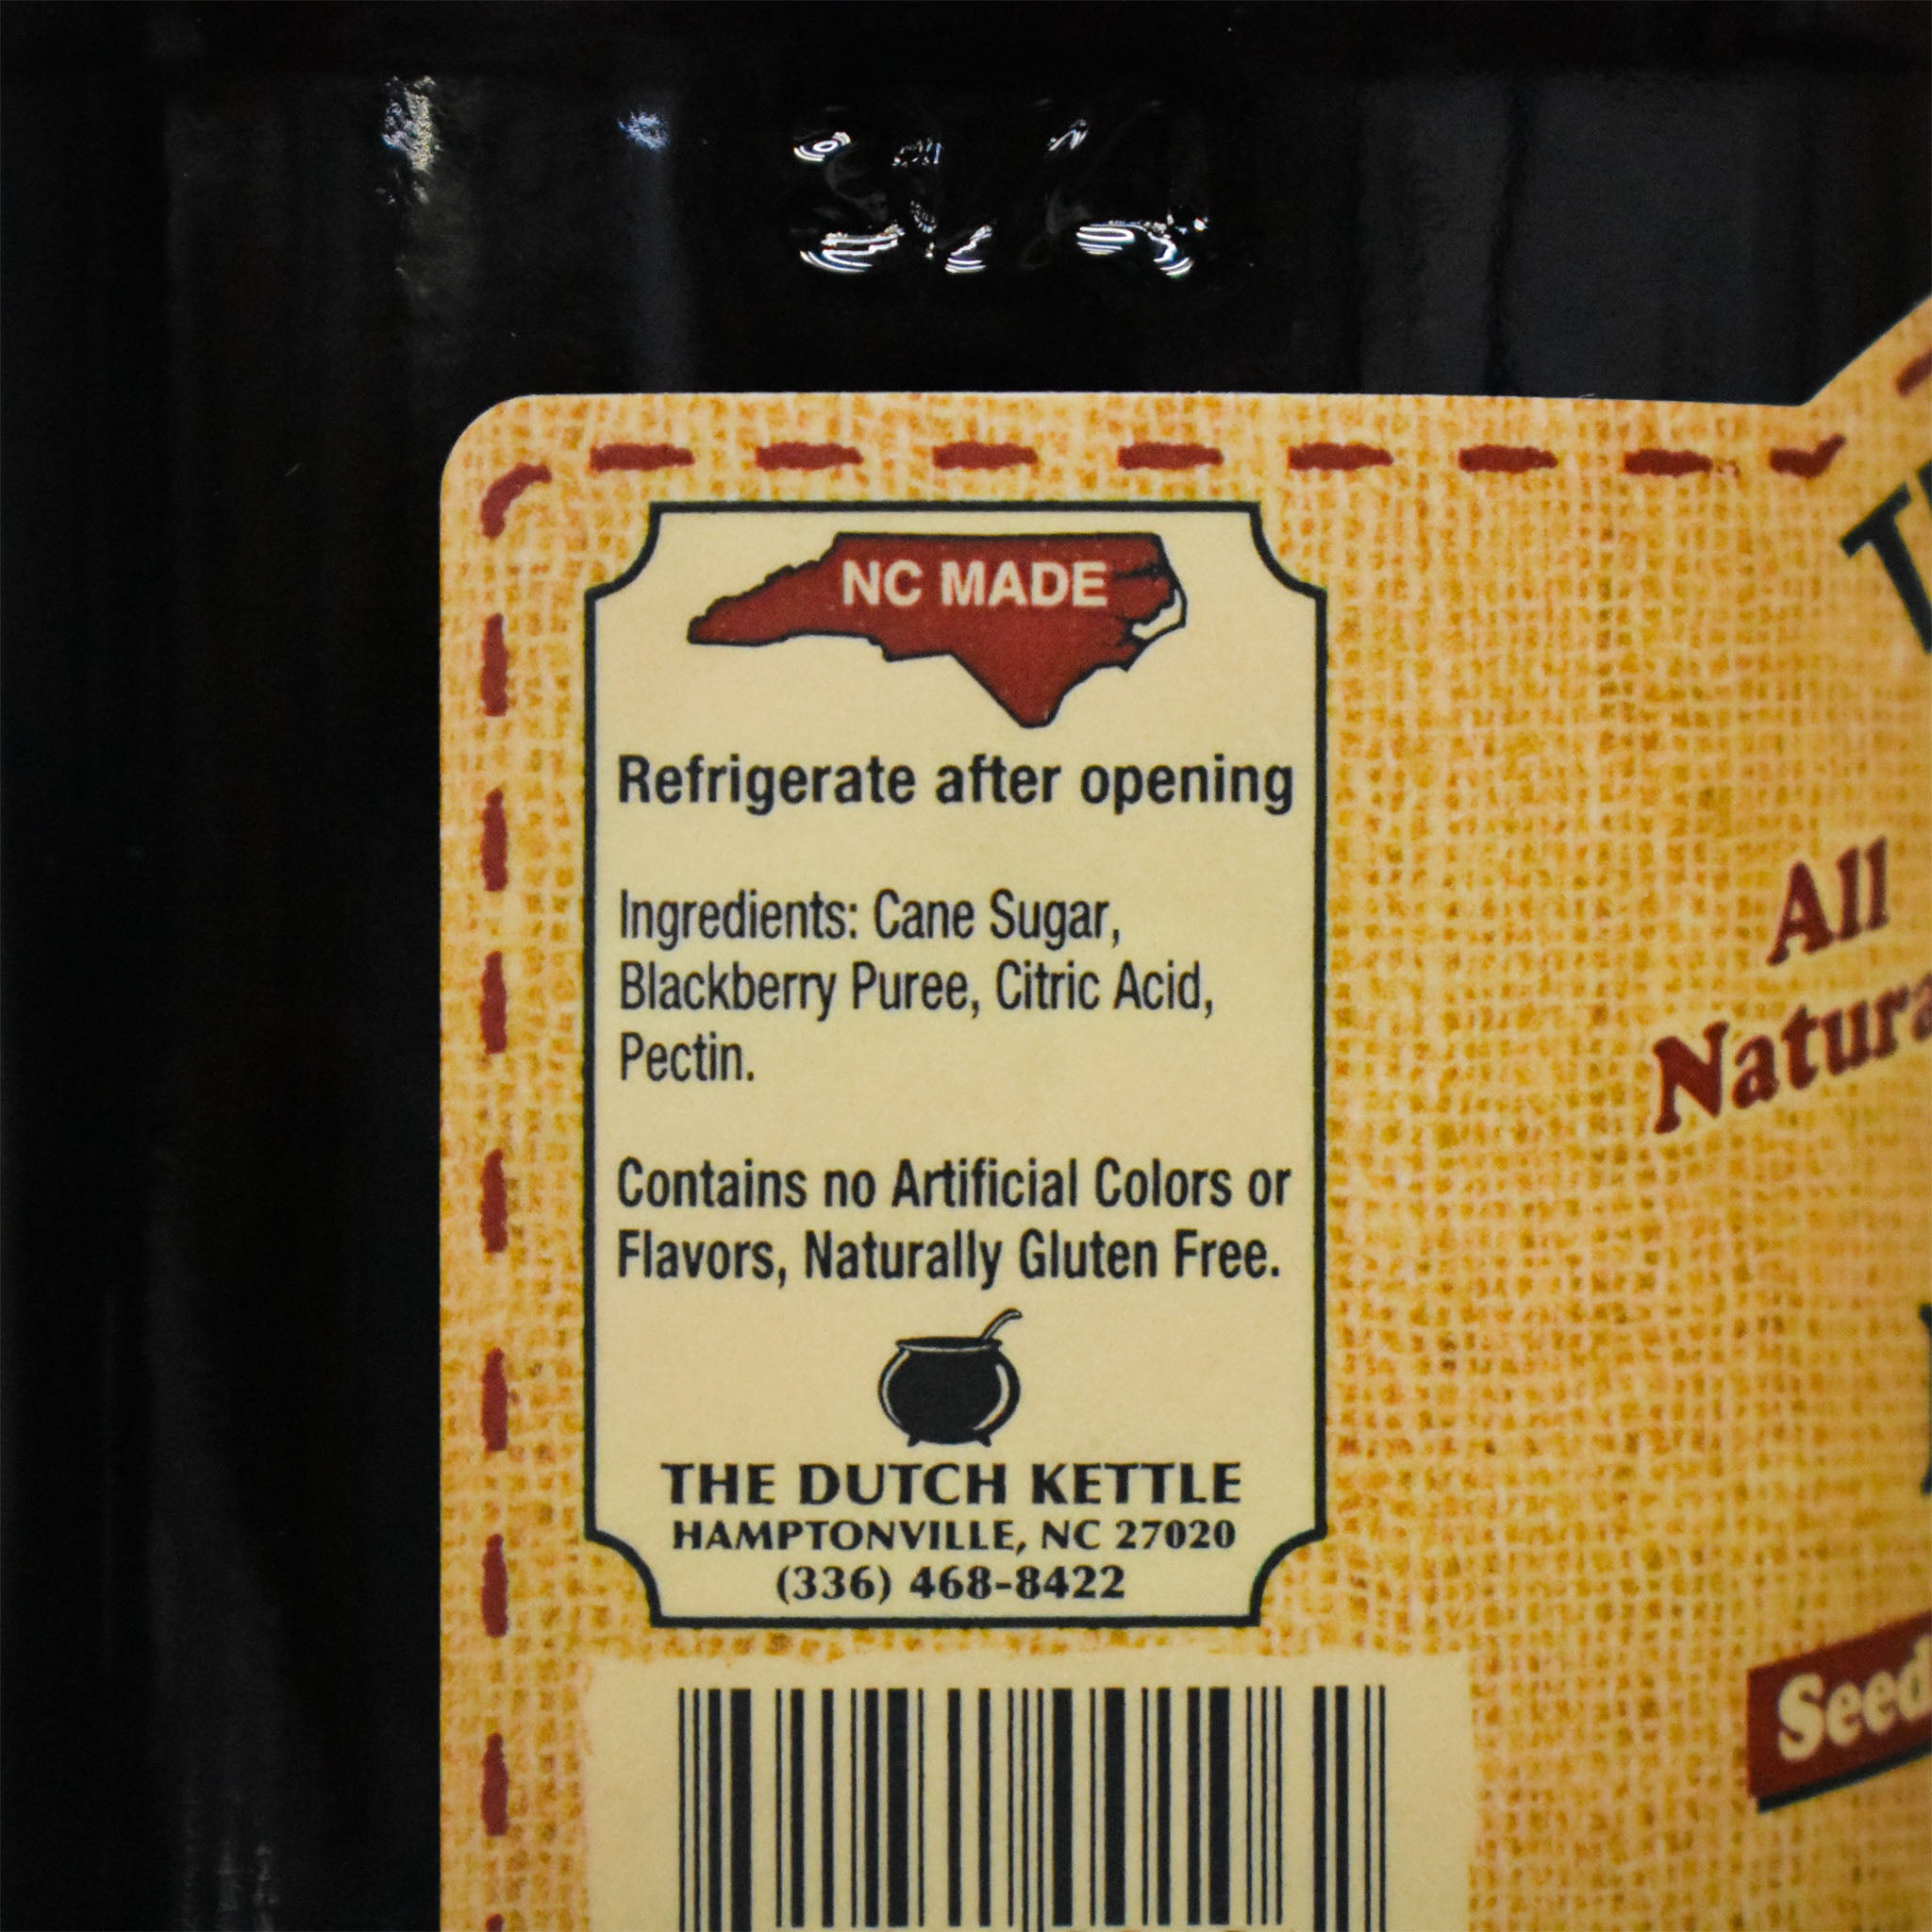 NC MADE
Refrigerate after opening
Ingredients: Cane Sugar,
Blackberry Puree, Citric Acid,
Pectin.
Contains no Artificial Colors or
Flavors, Naturally Gluten Free.
THE DUTCH KETTLE
HAMPTONVILLE, NC 27020
(336) 468-8422
All
Natura
Seed